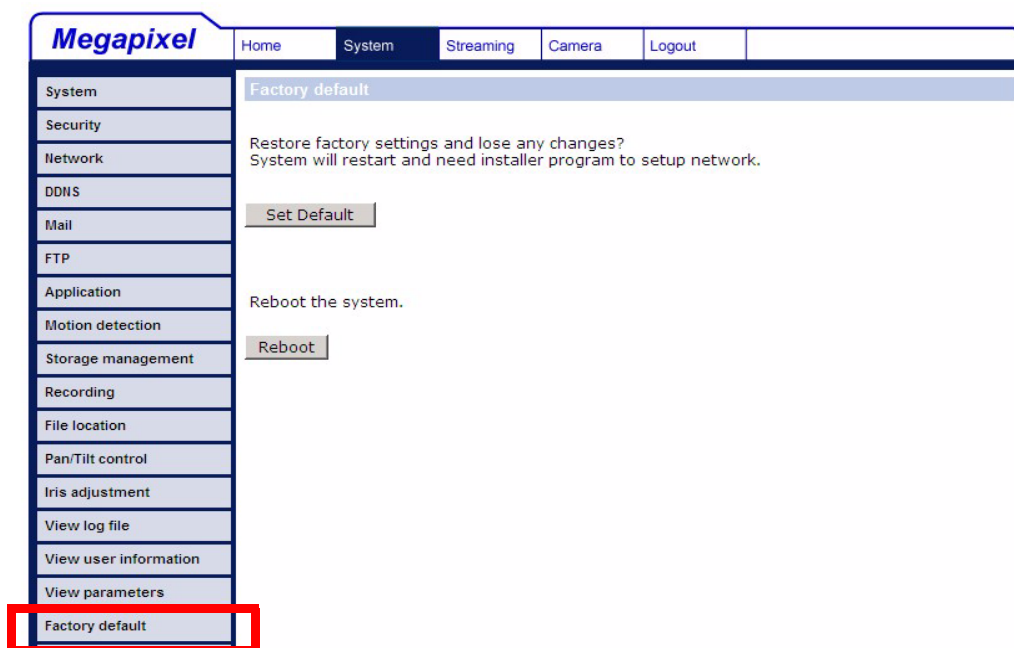 Megapixel
Home System Streaming Camera Logout
System
Security
Network
DDNS
Mail
FTP
Application
Motion detection
Storage management
Recording
File location
Pan/Tilt control
Iris adjustment
View log file
View user information
View parameters
Factory default
Factory default
Restore factory settings and lose any changes?
System will restart and need installer program to setup network.
Set Default
Reboot the system.
Reboot